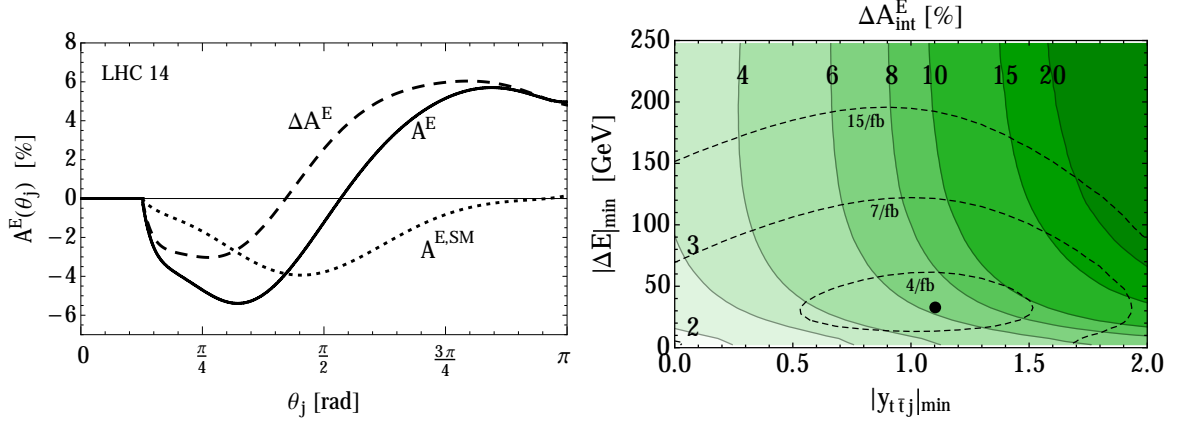 8
6
4
2
0
−2
−4
−6
A^E(θ_j) [%]
LHC 14
ΔA^E
A^E
A^{E,SM}
0
π/4
π/2
3π/4
π
θ_j [rad]
ΔA^E_int [%]
250
200
150
100
50
0
|ΔE|_min [GeV]
4
6
8
10
15
20
15/fb
7/fb
3
4/fb
2
0.0
0.5
1.0
1.5
2.0
|y_{t t̄ j}|_min